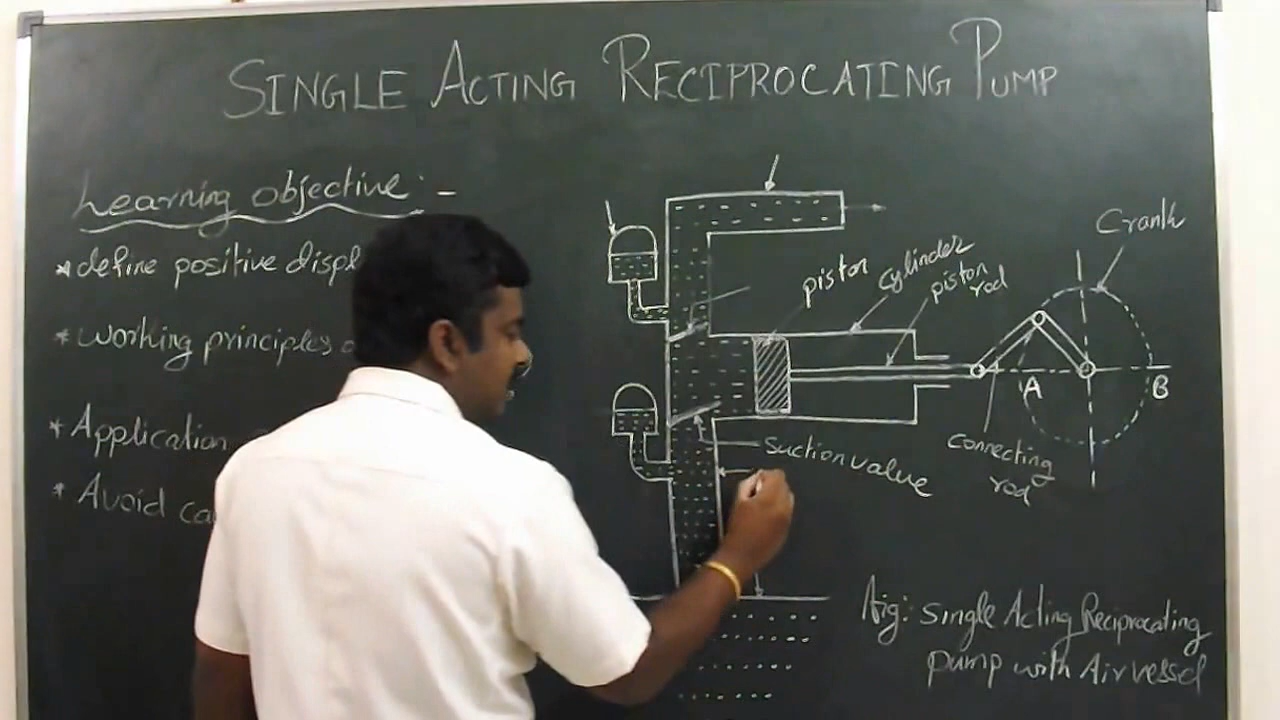 SINGLE ACTING RECIPROCATING PUMP
Learning objective: -
* define positive displ
* working principles
* Application
* Avoid ca
piston
cylinder
piston
rod
Crank
A
B
connecting
rod
suction value
fig: single Acting Reciprocating
pump with Air vessel